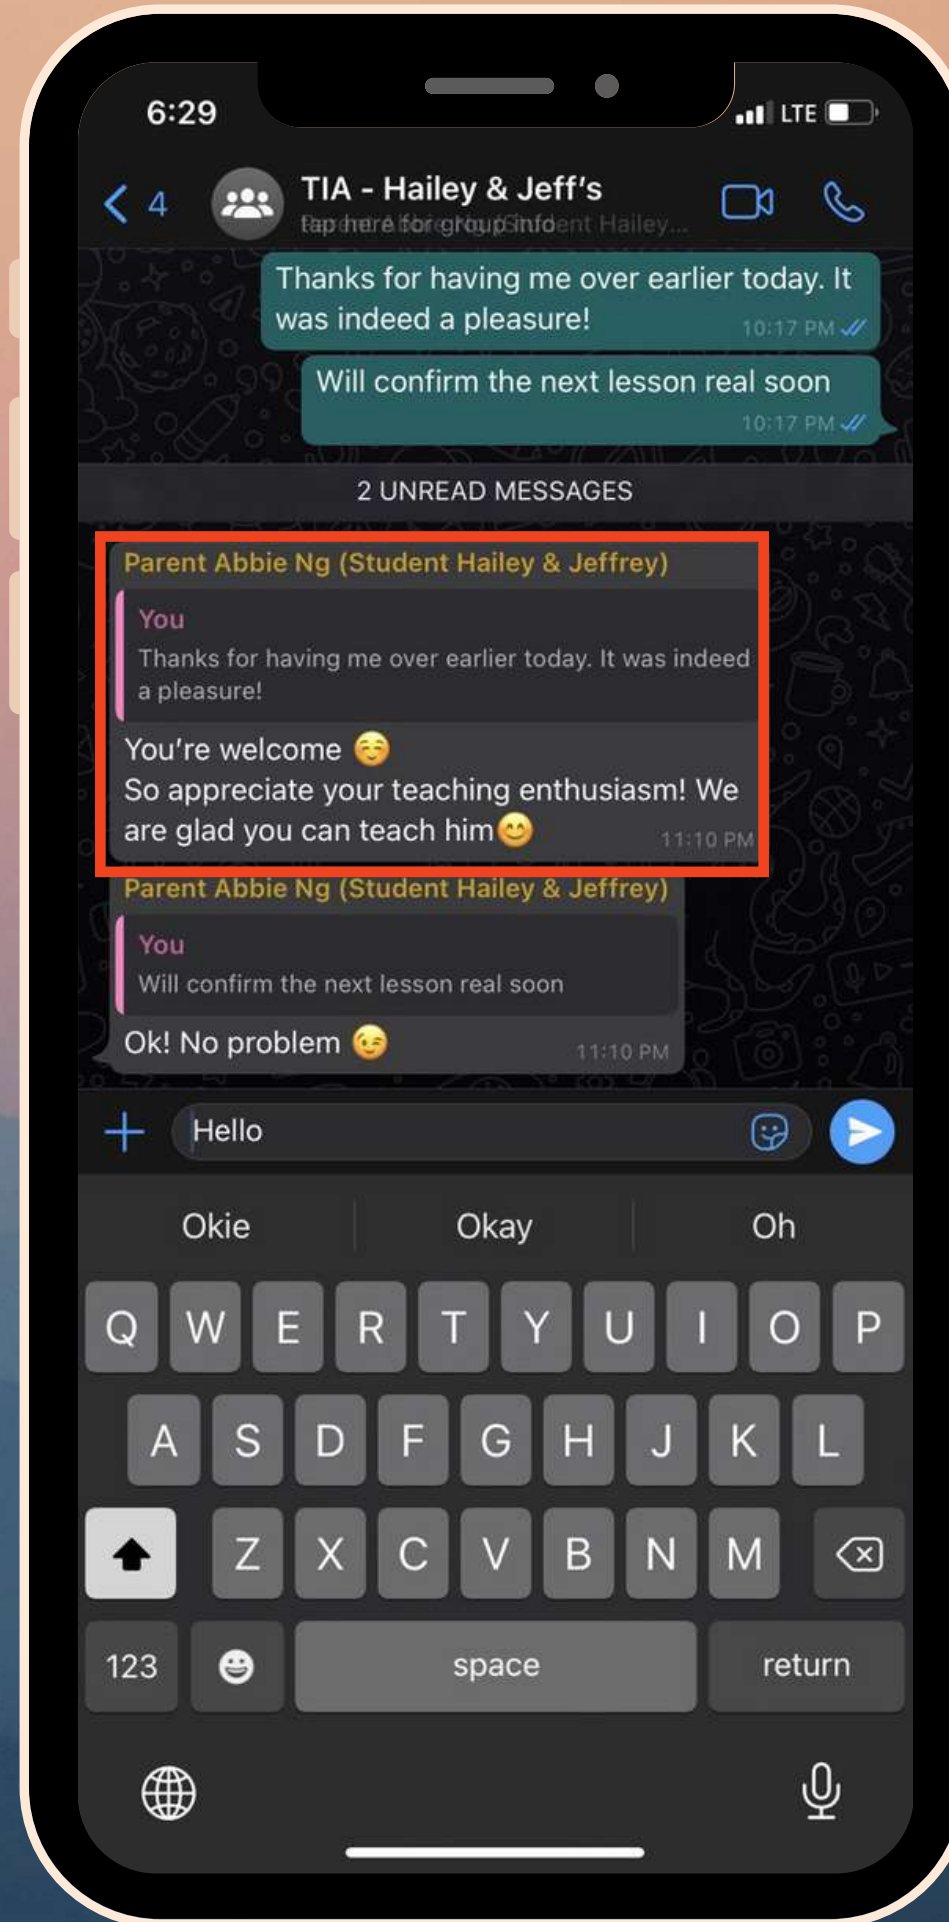 6:29
LTE
4
TIA - Hailey & Jeff's
tap here for group info
Thanks for having me over earlier today. It
was indeed a pleasure!
10:17 PM
Will confirm the next lesson real soon
10:17 PM
2 UNREAD MESSAGES
Parent Abbie Ng (Student Hailey & Jeffrey)
You
Thanks for having me over earlier today. It was indeed
a pleasure!
You're welcome ☺️
So appreciate your teaching enthusiasm! We
are glad you can teach him😊
11:10 PM
Parent Abbie Ng (Student Hailey & Jeffrey)
You
Will confirm the next lesson real soon
Ok! No problem 😉
11:10 PM
Hello
Okie Okay Oh
Q W E R T Y U I O P
A S D F G H J K L
Z X C V B N M
123 space return